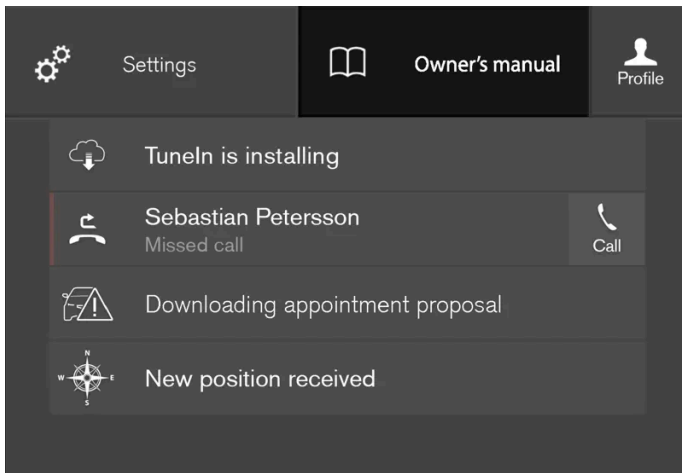 Settings
Owner's manual
Profile
TuneIn is installing
Sebastian Petersson
Missed call
Call
Downloading appointment proposal
N
W E
S
New position received